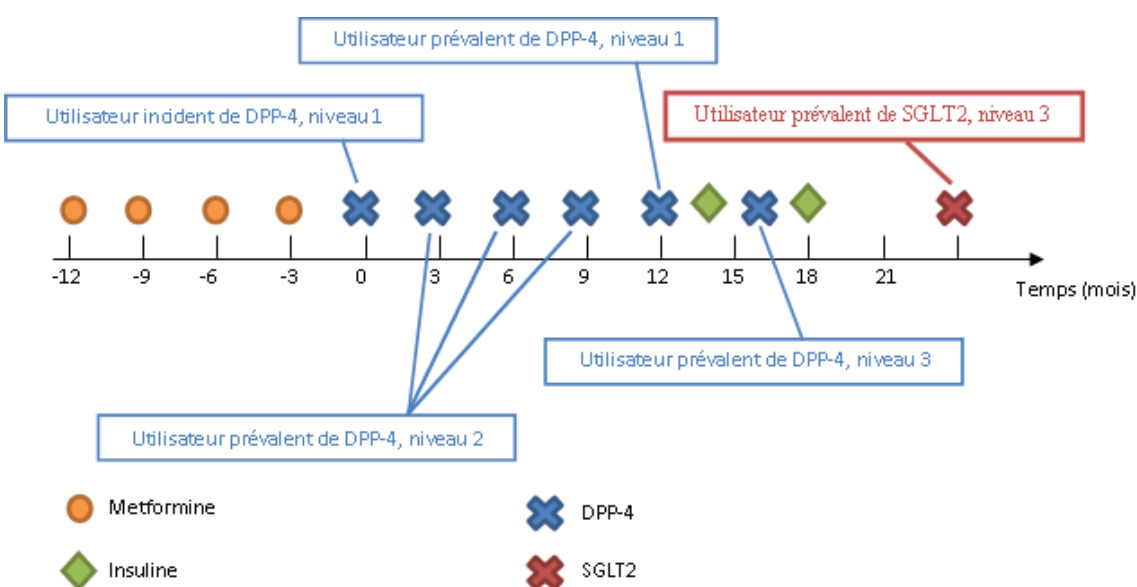 Utilisateur prévalent de DPP-4, niveau 1
Utilisateur incident de DPP-4, niveau 1
Utilisateur prévalent de SGLT2, niveau 3
-12 -9 -6 -3 0 3 6 9 12 15 18 21
Temps (mois)
Utilisateur prévalent de DPP-4, niveau 3
Utilisateur prévalent de DPP-4, niveau 2
Metformine DPP-4
Insuline SGLT2